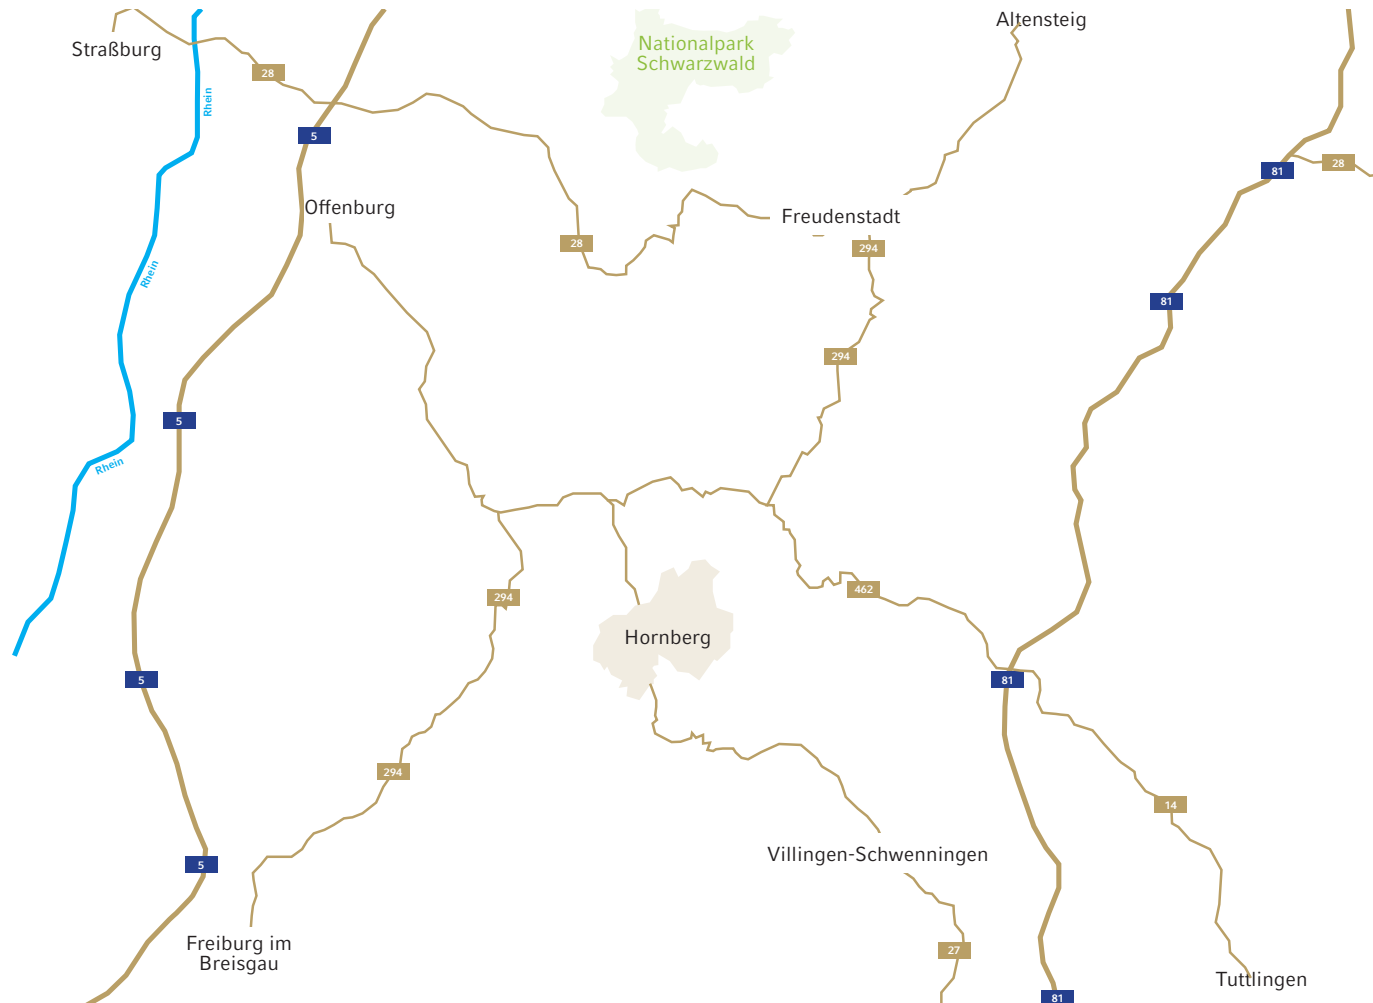 Altensteig
Nationalpark
Schwarzwald
Straßburg
28
Rhein
5
28
81
Offenburg
Freudenstadt
28
294
Rhein
81
294
5
Rhein
462
294
Hornberg
5
81
294
14
Villingen-Schwenningen
5
Freiburg im
Breisgau
27
Tuttlingen
81